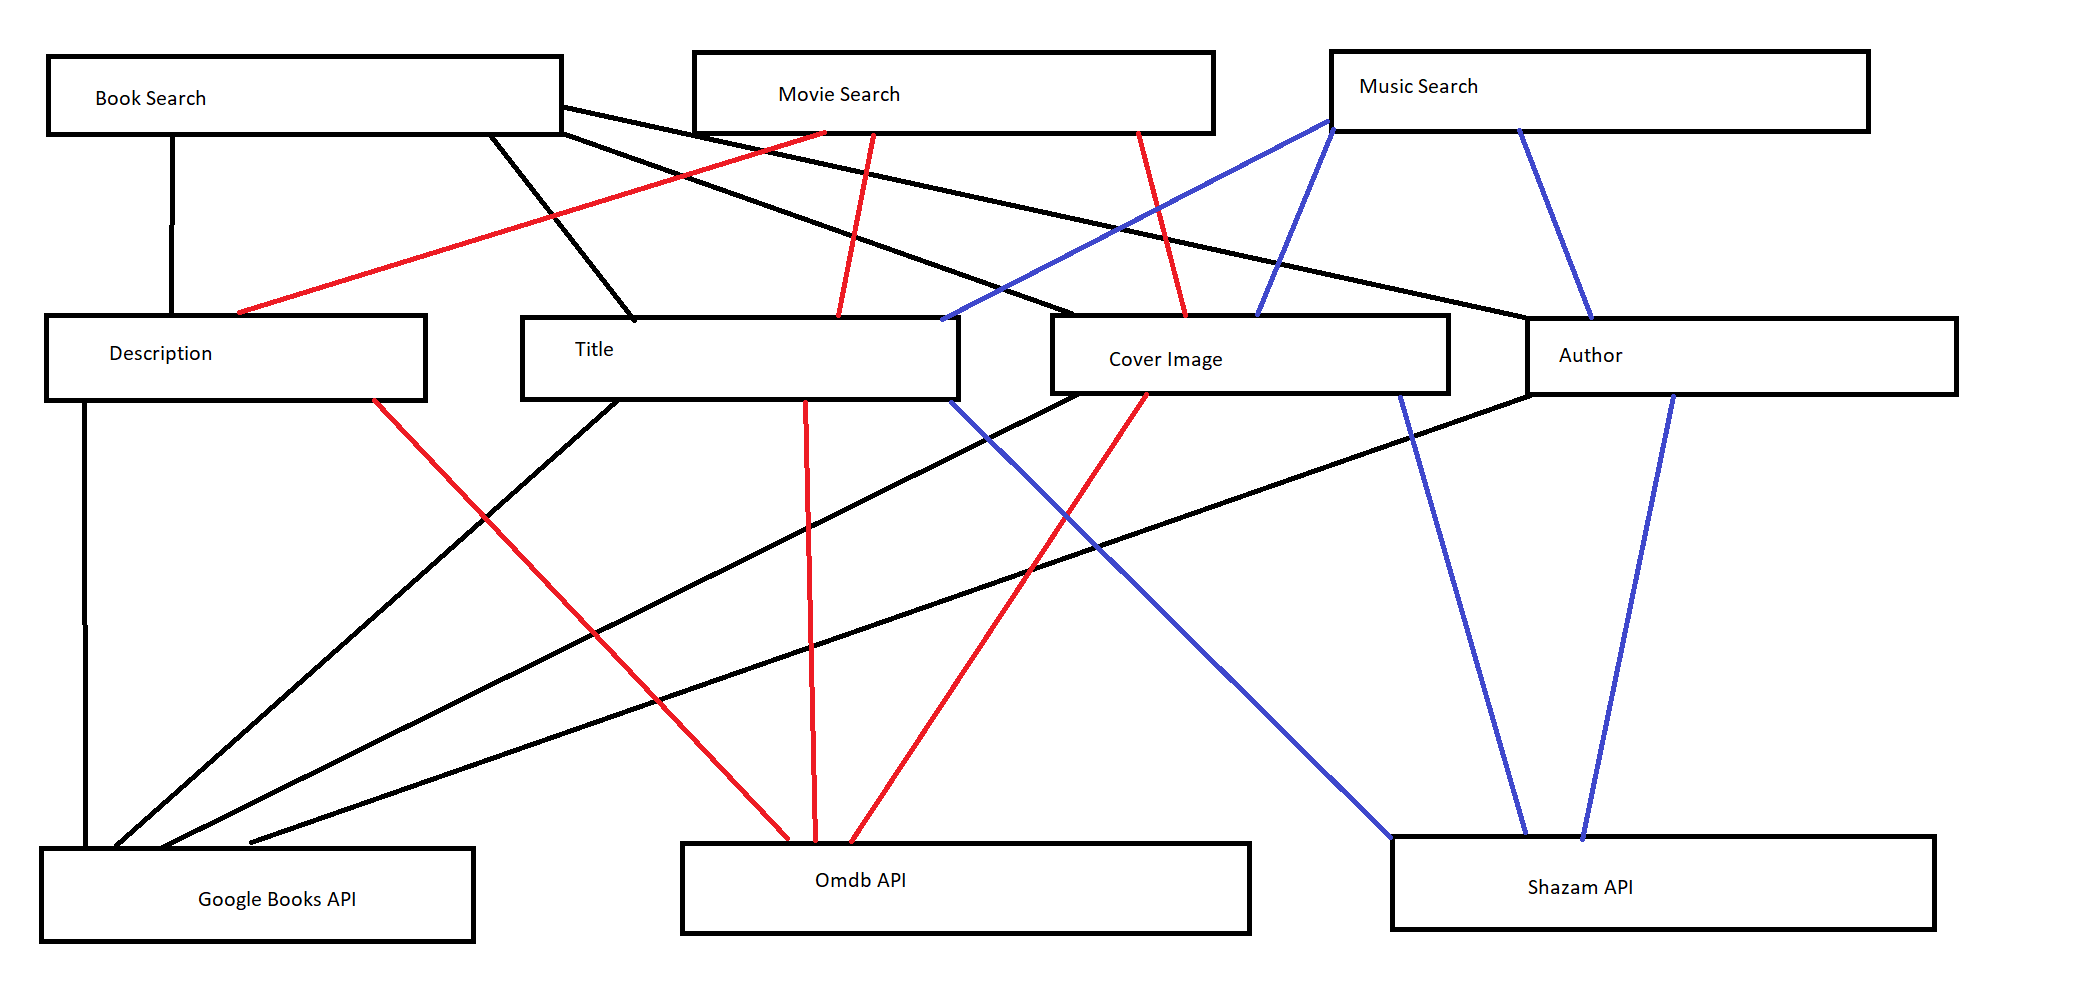 Book Search
Movie Search
Music Search
Description
Title
Cover Image
Author
Google Books API
Omdb API
Shazam API